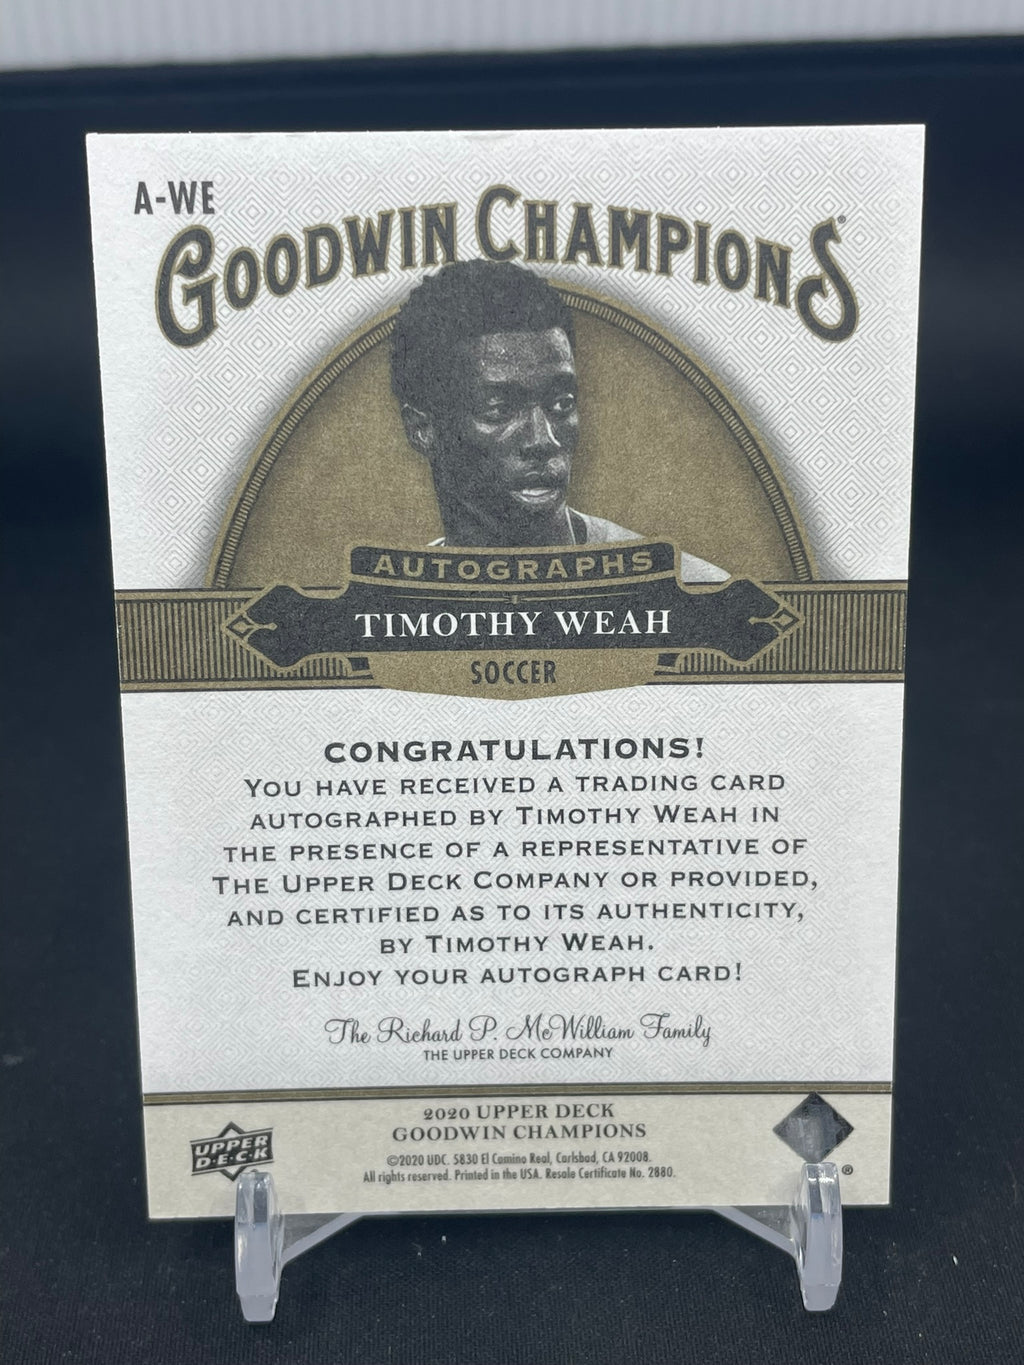 A-WE
GOODWIN CHAMPIONS®
AUTOGRAPHS
TIMOTHY WEAH
SOCCER
CONGRATULATIONS!
YOU HAVE RECEIVED A TRADING CARD
AUTOGRAPHED BY TIMOTHY WEAH IN
THE PRESENCE OF A REPRESENTATIVE OF
THE UPPER DECK COMPANY OR PROVIDED,
AND CERTIFIED AS TO ITS AUTHENTICITY,
BY TIMOTHY WEAH.
ENJOY YOUR AUTOGRAPH CARD!
The Richard P. McWilliam Family
THE UPPER DECK COMPANY
2020 UPPER DECK
GOODWIN CHAMPIONS
©2020 UDC. 5830 El Camino Real, Carlsbad, CA 92008.
All rights reserved. Printed in the USA. Resale Certificate No. 2880.
UPPER
DECK
®